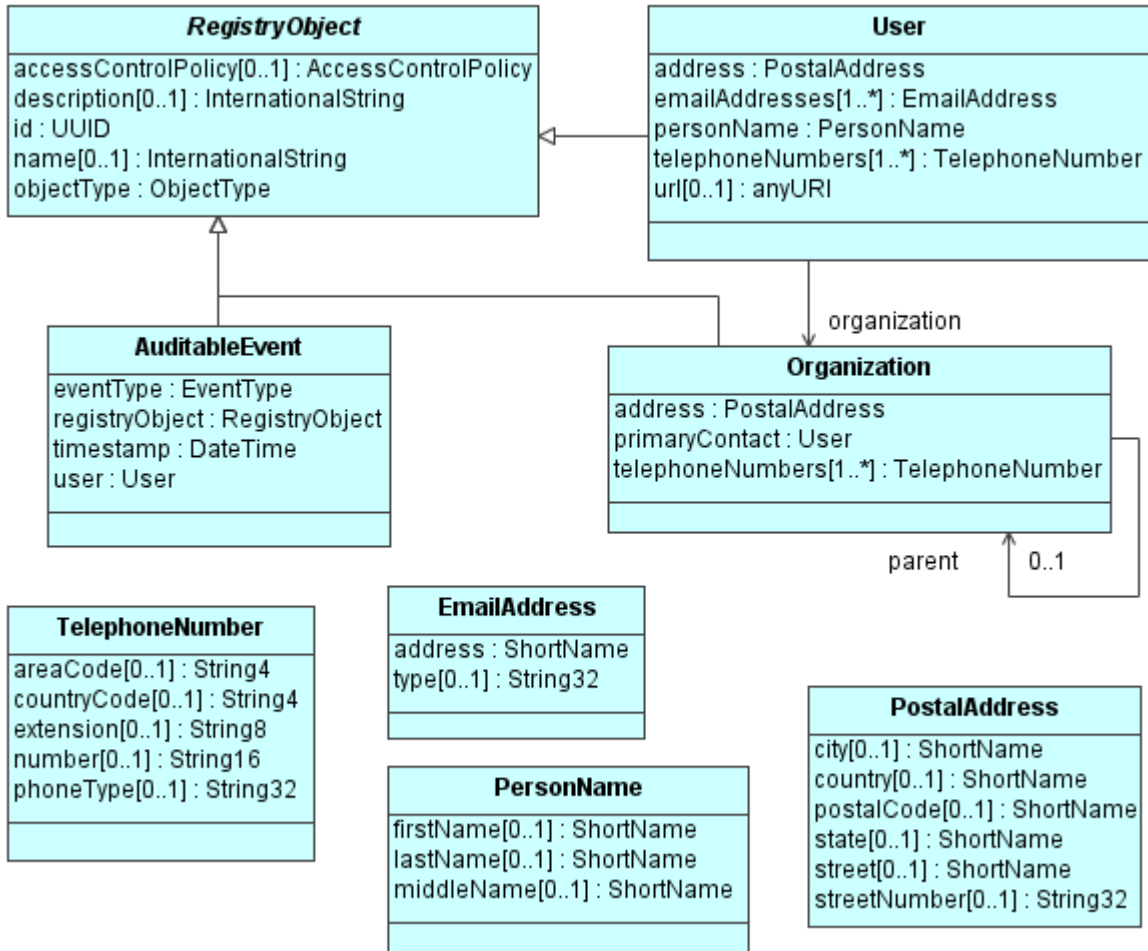 RegistryObject
accessControlPolicy[0..1] : AccessControlPolicy
description[0..1] : InternationalString
id : UUID
name[0..1] : InternationalString
objectType : ObjectType
User
address : PostalAddress
emailAddresses[1..*] : EmailAddress
personName : PersonName
telephoneNumbers[1..*] : TelephoneNumber
url[0..1] : anyURI
organization
AuditableEvent
eventType : EventType
registryObject : RegistryObject
timestamp : DateTime
user : User
Organization
address : PostalAddress
primaryContact : User
telephoneNumbers[1..*] : TelephoneNumber
parent 0..1
TelephoneNumber
areaCode[0..1] : String4
countryCode[0..1] : String4
extension[0..1] : String8
number[0..1] : String16
phoneType[0..1] : String32
EmailAddress
address : ShortName
type[0..1] : String32
PersonName
firstName[0..1] : ShortName
lastName[0..1] : ShortName
middleName[0..1] : ShortName
PostalAddress
city[0..1] : ShortName
country[0..1] : ShortName
postalCode[0..1] : ShortName
state[0..1] : ShortName
street[0..1] : ShortName
streetNumber[0..1] : String32